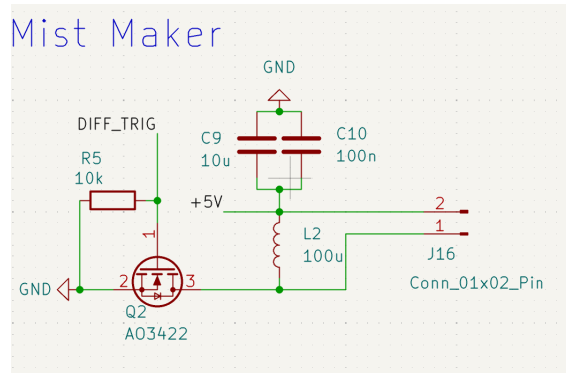 Mist Maker
GND
DIFF_TRIG
C9
10u
C10
100n
R5
10k
+5V
2
1
1
L2
100u
J16
Conn_01x02_Pin
GND
2
3
Q2
AO3422